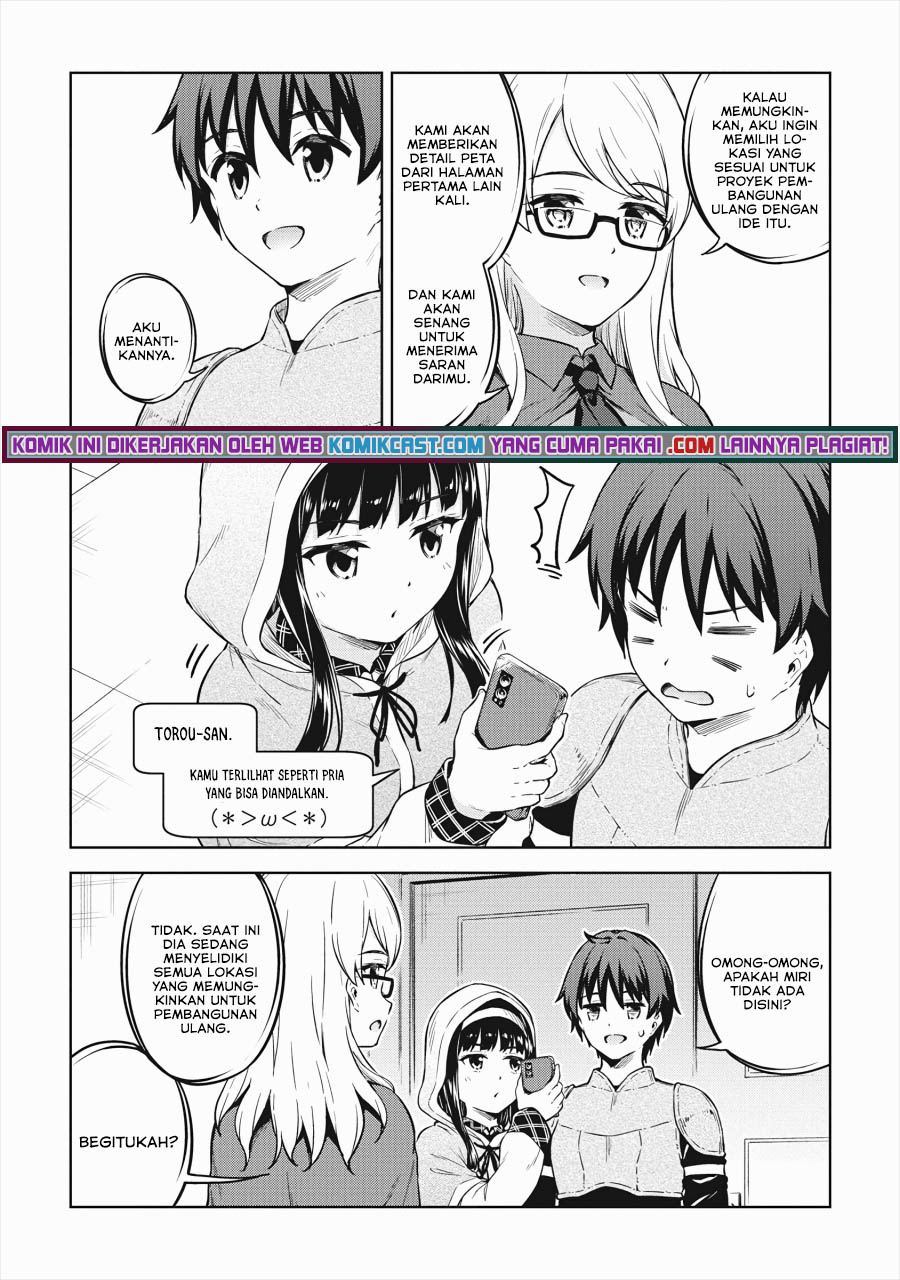 KALAU
MEMUNGKIN-
KAN, AKU INGIN
MEMILIH LO-
KASI YANG
SESUAI UNTUK
PROYEK PEM-
BANGUNAN
ULANG DENGAN
IDE ITU.
KAMI AKAN
MEMBERIKAN
DETAIL PETA
DARI HALAMAN
PERTAMA LAIN
KALI.
DAN KAMI
AKAN
SENANG
UNTUK
MENERIMA
SARAN
DARIMU.
AKU
MENANTI-
KANNYA.
KOMIK INI DIKERJAKAN OLEH WEB KOMIKCAST.COM YANG CUMA PAKAI .COM LAINNYA PLAGIAT!
TOROU-SAN.
KAMU TERLILHAT SEPERTI PRIA
YANG BISA DIANDALKAN.
(*>ω<*)
OMONG-OMONG,
APAKAH MIRI
TIDAK ADA
DISINI?
TIDAK. SAAT INI
DIA SEDANG
MENYELIDIKI
SEMUA LOKASI
YANG MEMUNG-
KINKAN UNTUK
PEMBANGUNAN
ULANG.
BEGITUKAH?